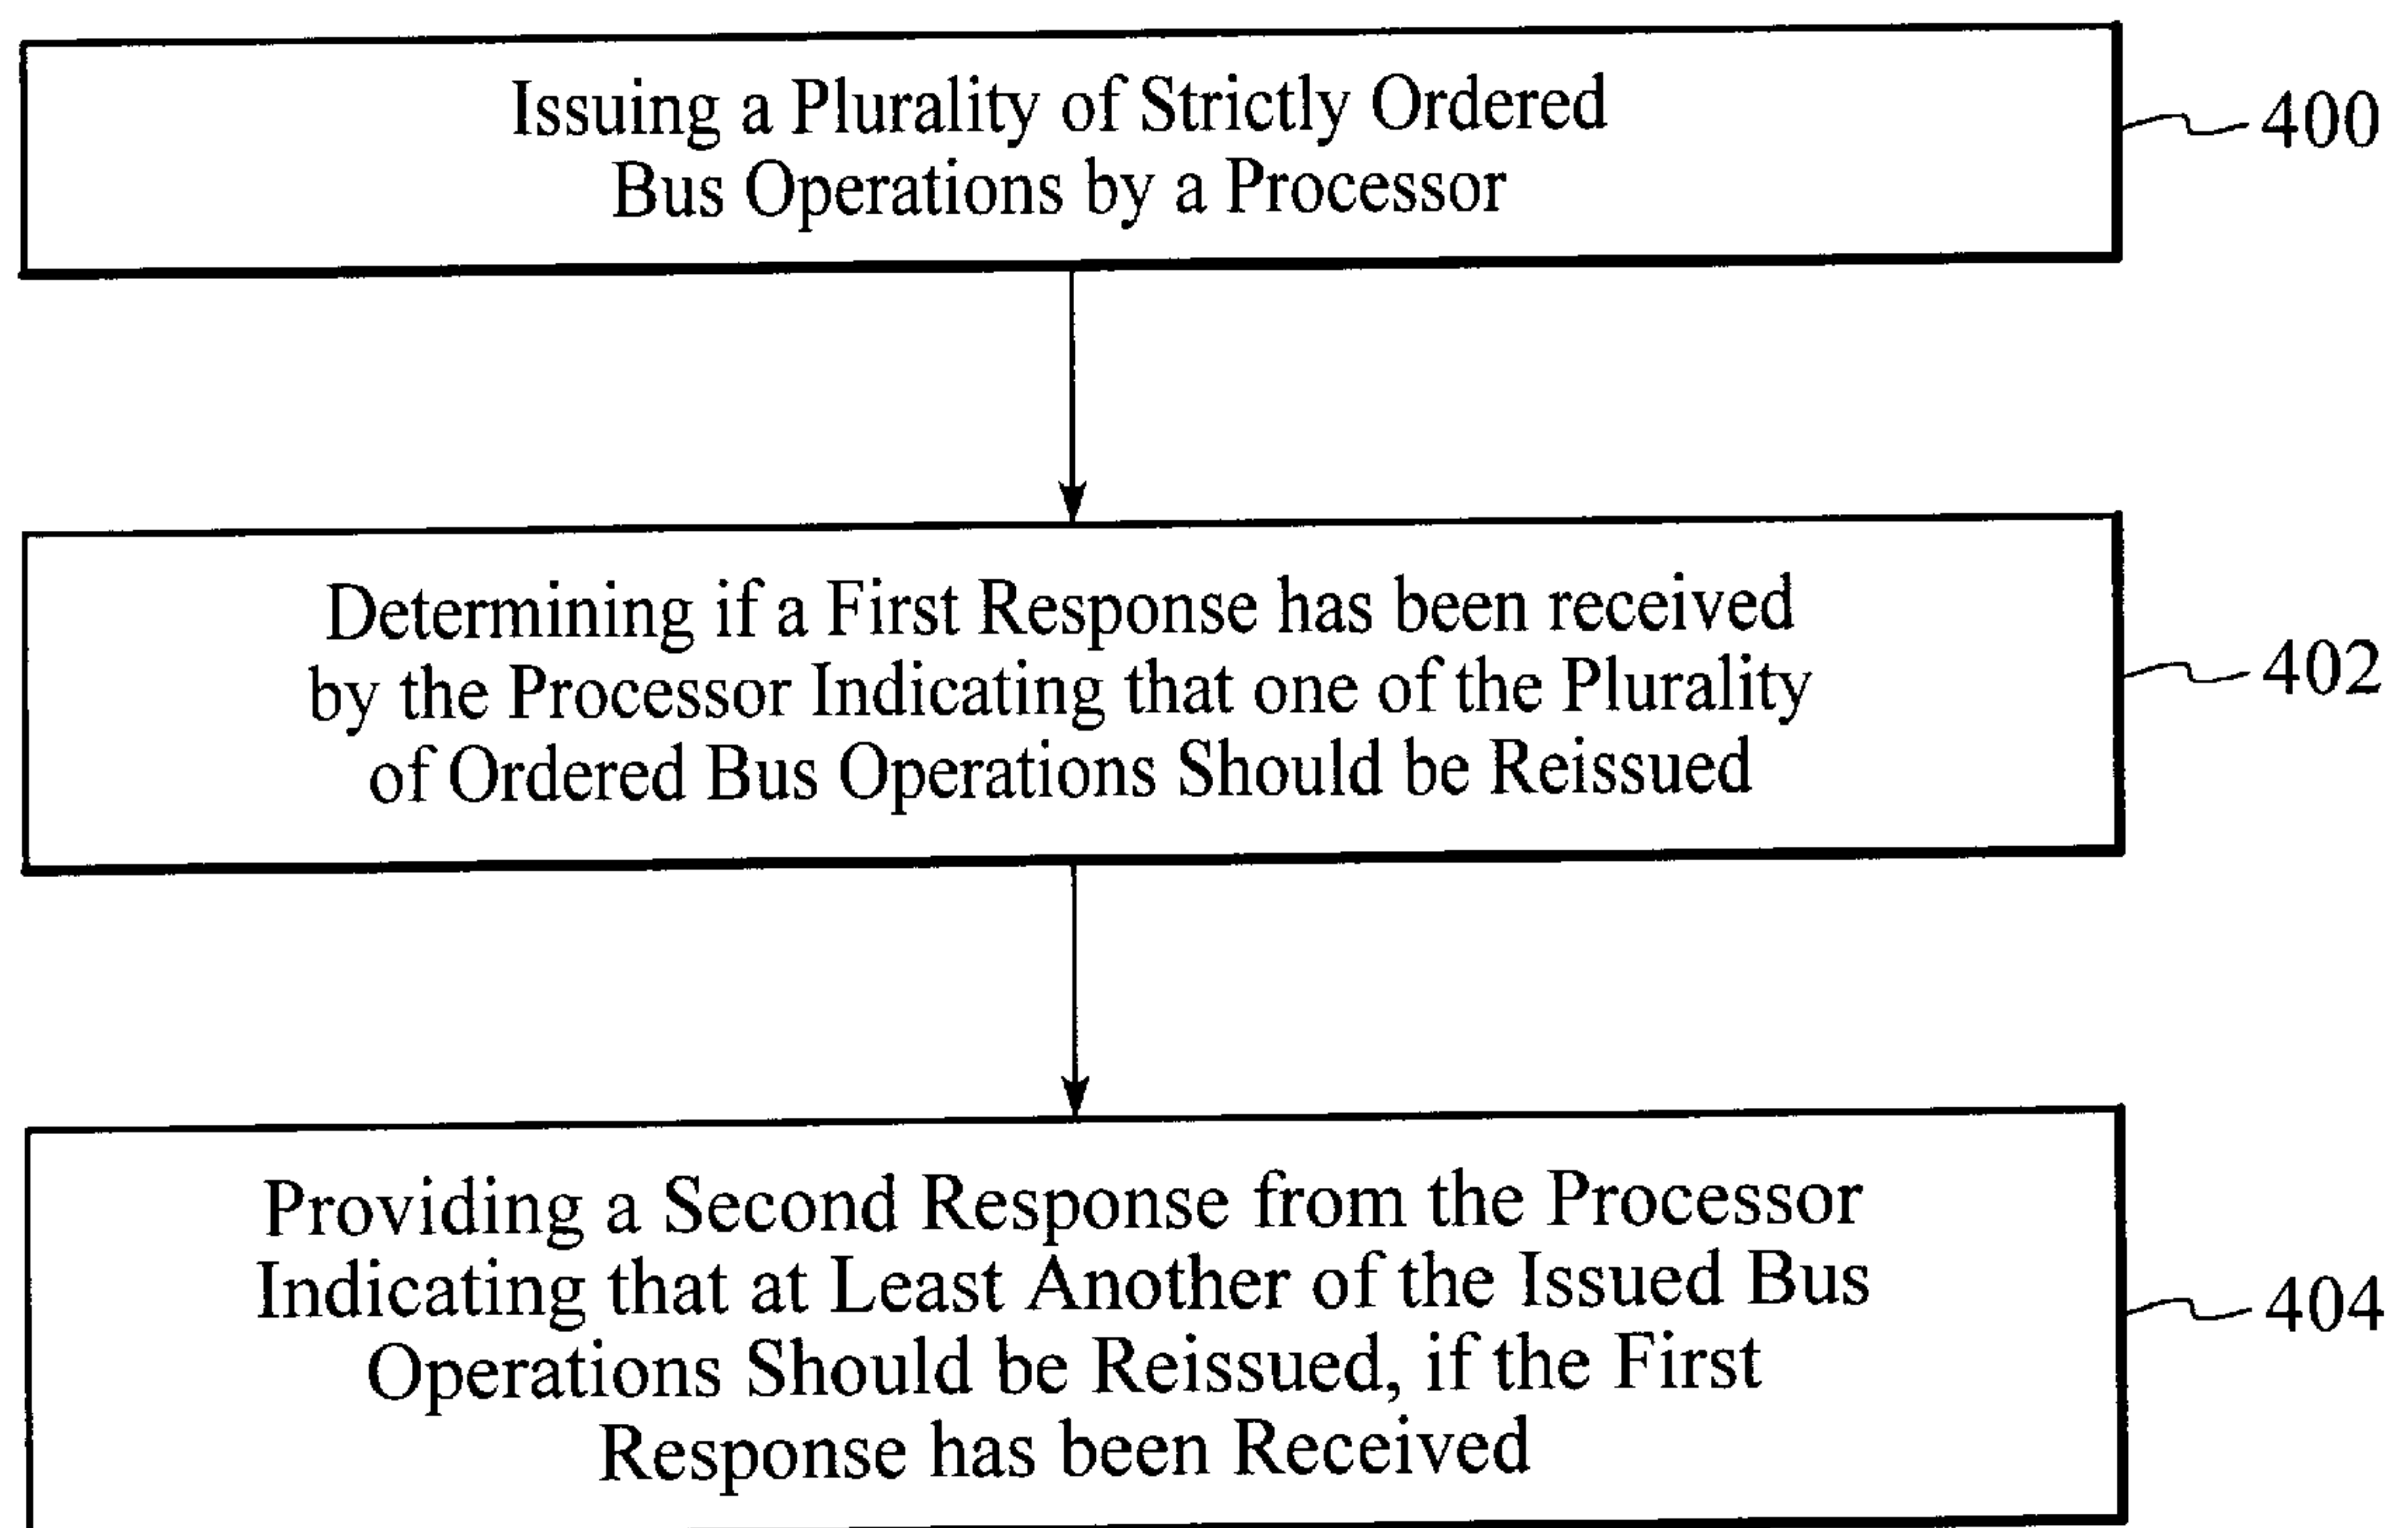 Issuing a Plurality of Strictly Ordered
Bus Operations by a Processor
400
Determining if a First Response has been received
by the Processor Indicating that one of the Plurality
of Ordered Bus Operations Should be Reissued
402
Providing a Second Response from the Processor
Indicating that at Least Another of the Issued Bus
Operations Should be Reissued, if the First
Response has been Received
404